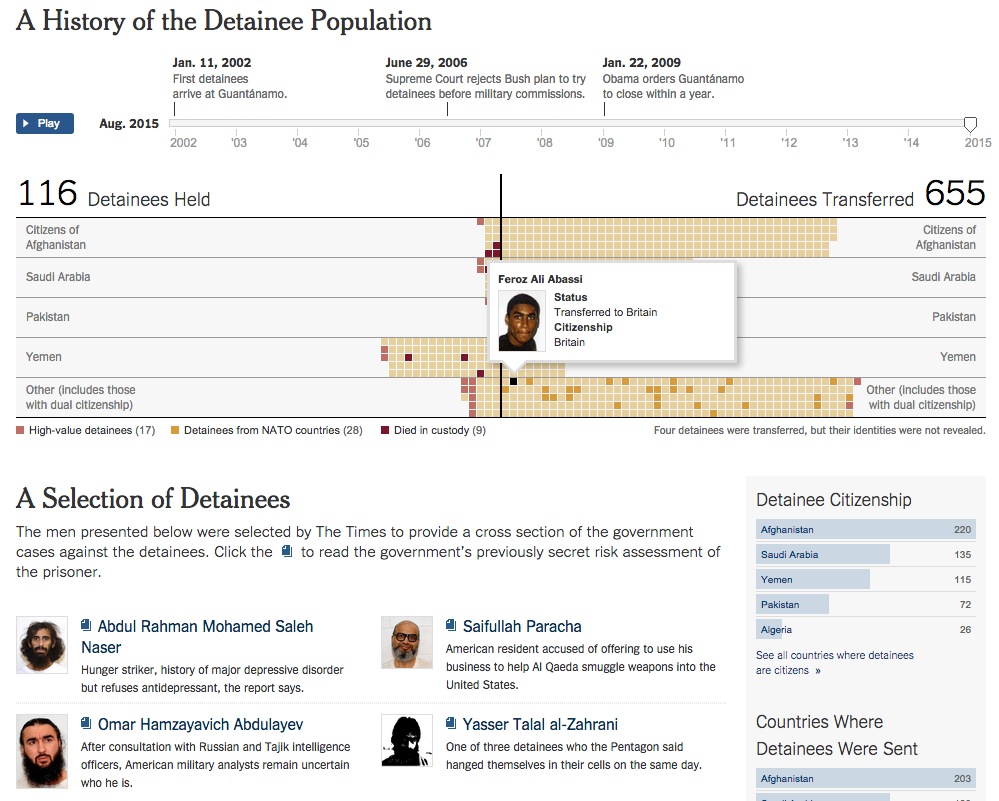 A History of the Detainee Population
Jan. 11, 2002
First detainees
arrive at Guantánamo.
June 29, 2006
Supreme Court rejects Bush plan to try
detainees before military commissions.
Jan. 22, 2009
Obama orders Guantánamo
to close within a year.
Play
Aug. 2015
2002 '03 '04 '05 '06 '07 '08 '09 '10 '11 '12 '13 '14 2015
116 Detainees Held
Detainees Transferred 655
Citizens of
Afghanistan
Citizens of
Afghanistan
Saudi Arabia
Saudi Arabia
Feroz Ali Abassi
Status
Transferred to Britain
Citizenship
Britain
Pakistan
Pakistan
Yemen
Yemen
Other (includes those
with dual citizenship)
Other (includes those
with dual citizenship)
High-value detainees (17) Detainees from NATO countries (28) Died in custody (9)
Four detainees were transferred, but their identities were not revealed.
A Selection of Detainees
The men presented below were selected by The Times to provide a cross section of the government
cases against the detainees. Click the to read the government's previously secret risk assessment of
the prisoner.
Abdul Rahman Mohamed Saleh
Naser
Hunger striker, history of major depressive disorder
but refuses antidepressant, the report says.
Saifullah Paracha
American resident accused of offering to use his
business to help Al Qaeda smuggle weapons into the
United States.
Omar Hamzayavich Abdulayev
After consultation with Russian and Tajik intelligence
officers, American military analysts remain uncertain
who he is.
Yasser Talal al-Zahrani
One of three detainees who the Pentagon said
hanged themselves in their cells on the same day.
Detainee Citizenship
Afghanistan 220
Saudi Arabia 135
Yemen 115
Pakistan 72
Algeria 26
See all countries where detainees
are citizens »
Countries Where
Detainees Were Sent
Afghanistan 203